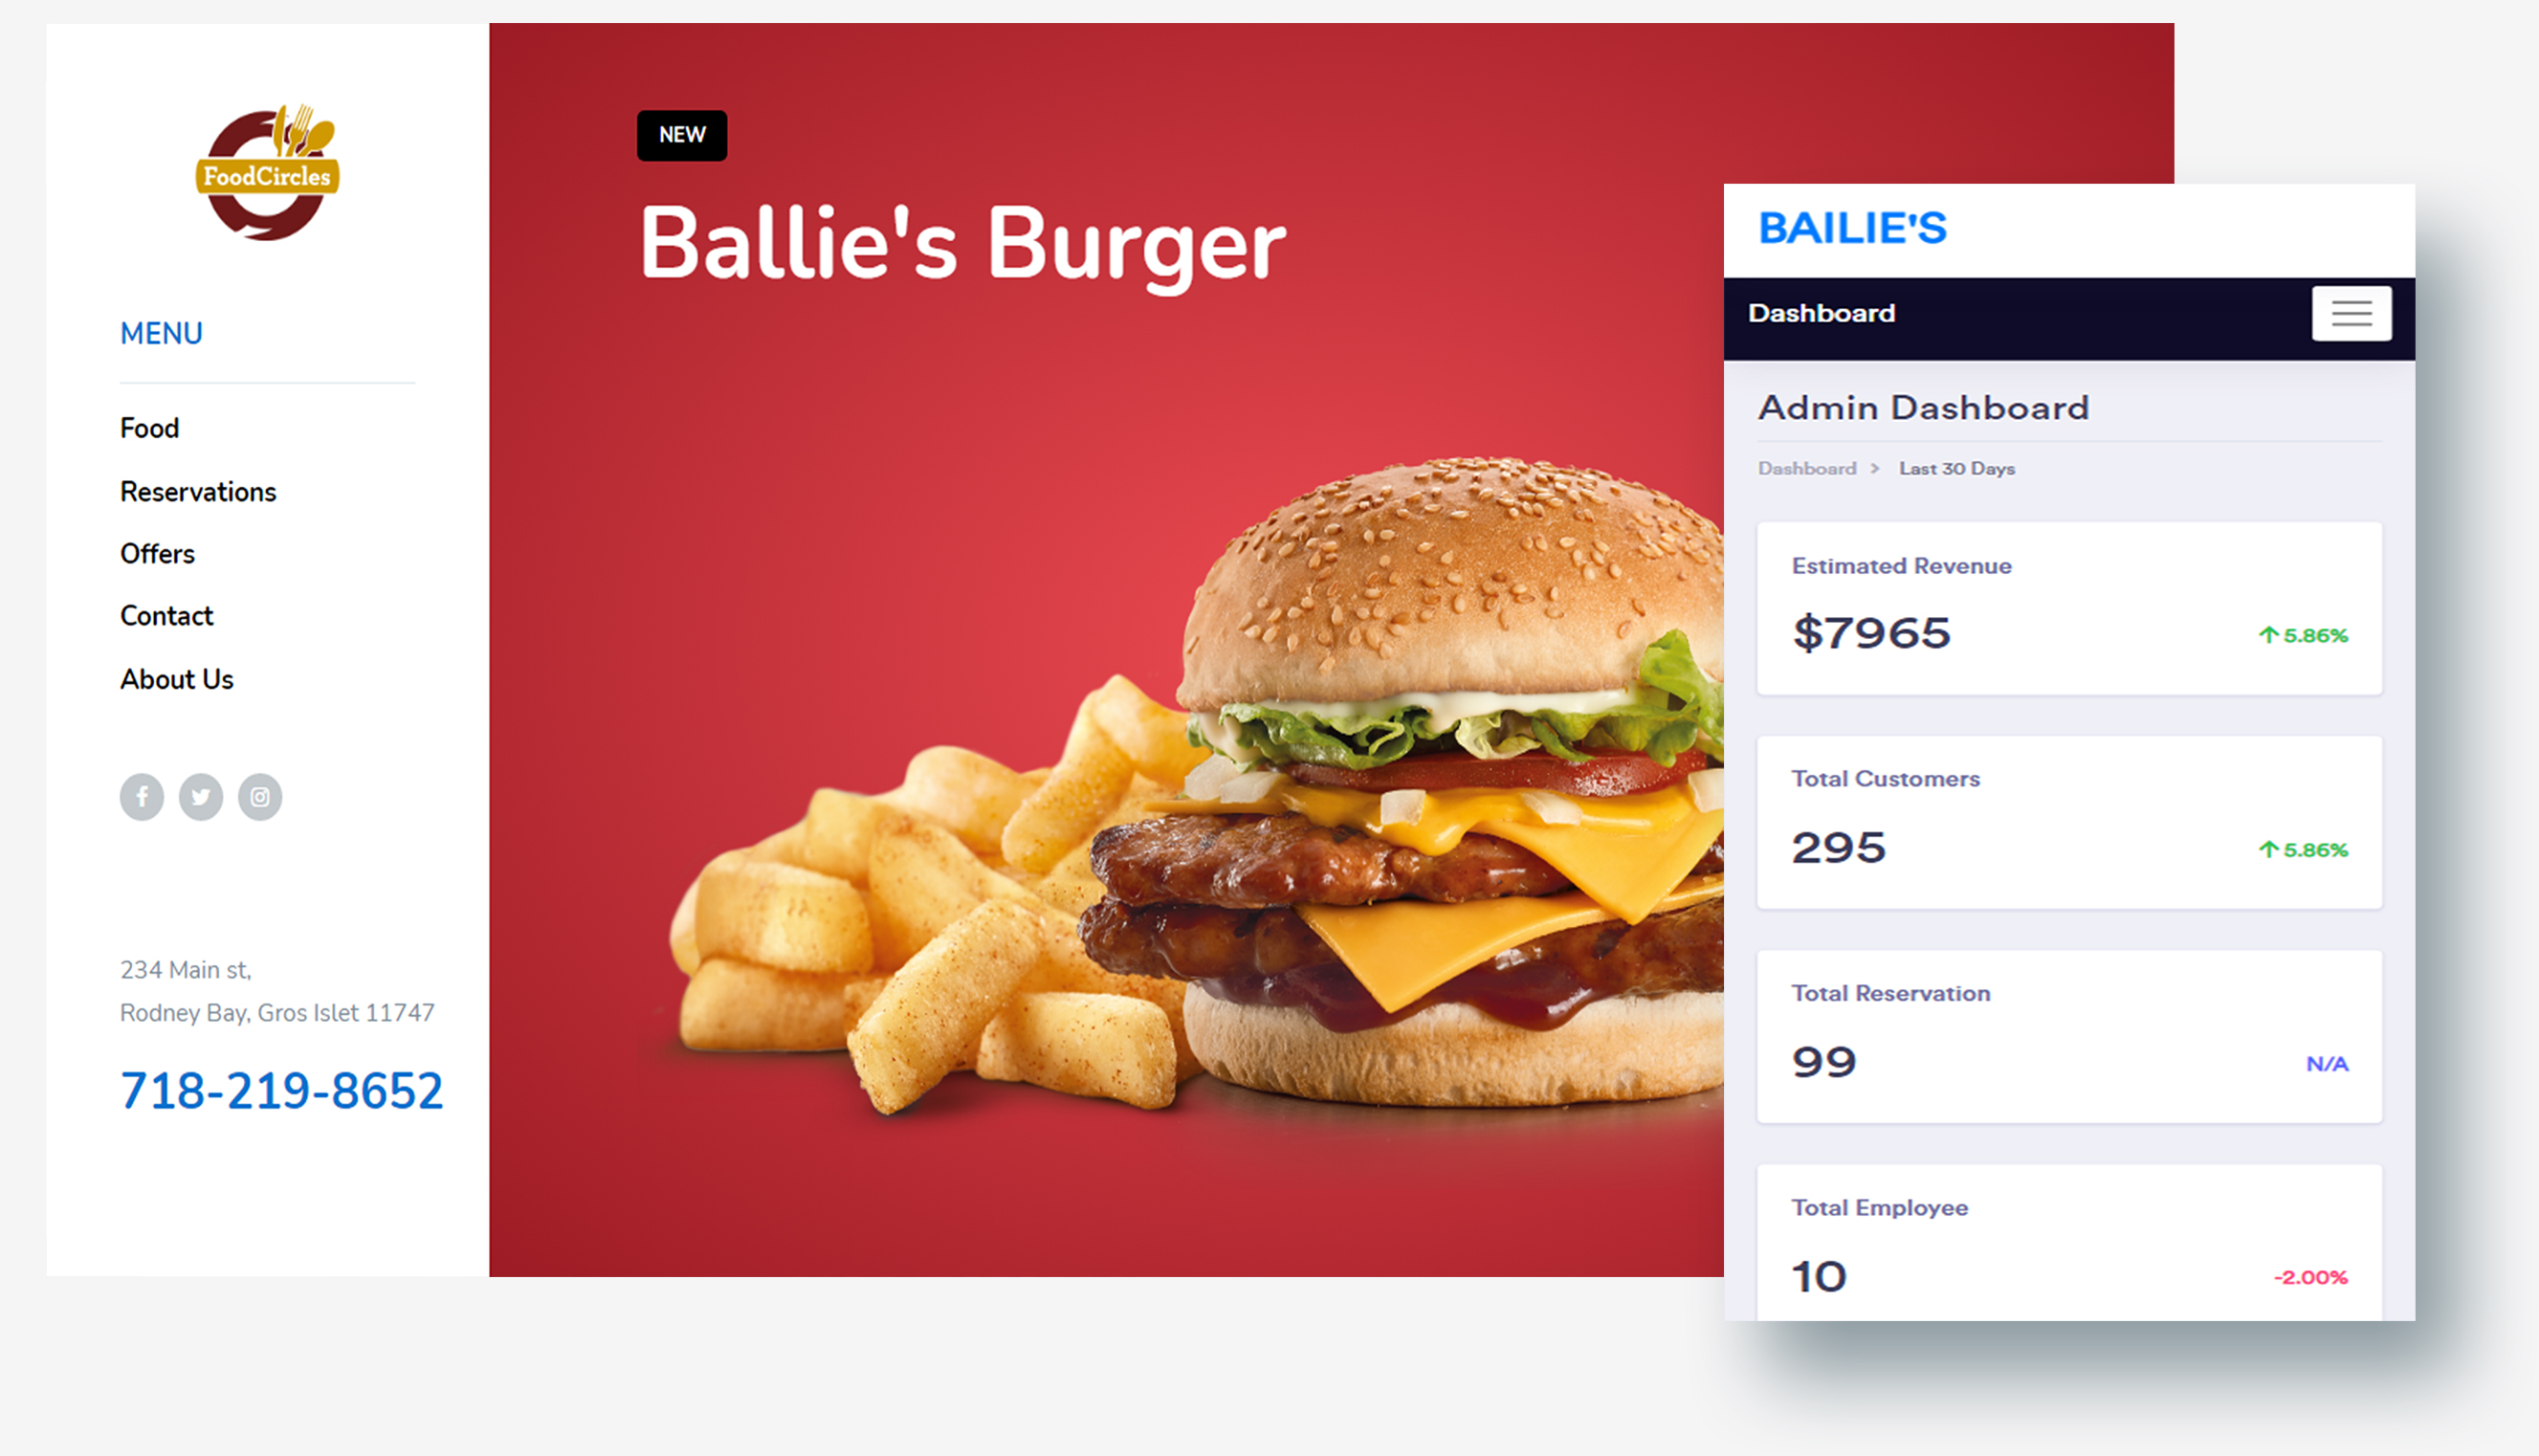 FoodCircles
MENU
Food
Reservations
Offers
Contact
About Us
234 Main st,
Rodney Bay, Gros Islet 11747
718-219-8652
NEW
Ballie's Burger
BAILIE'S
Dashboard
Admin Dashboard
Dashboard > Last 30 Days
Estimated Revenue
$7965 ↑ 5.86%
Total Customers
295 ↑ 5.86%
Total Reservation
99 N/A
Total Employee
10 -2.00%